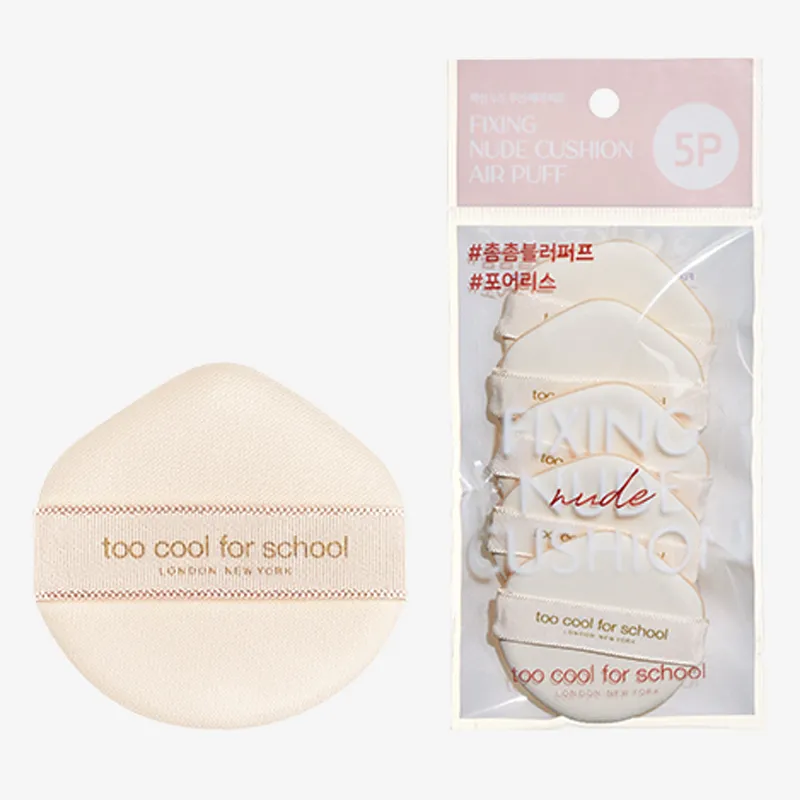 too cool for school
LONDON NEW YORK
FIXING
NUDE CUSHION
AIR PUFF
5P
#촘촘블러퍼프
#포어리스
too
FIXING
NUDE
nude
CUSHION
too cool for school
LONDON NEW YORK
too cool for school
LONDON NEW YORK